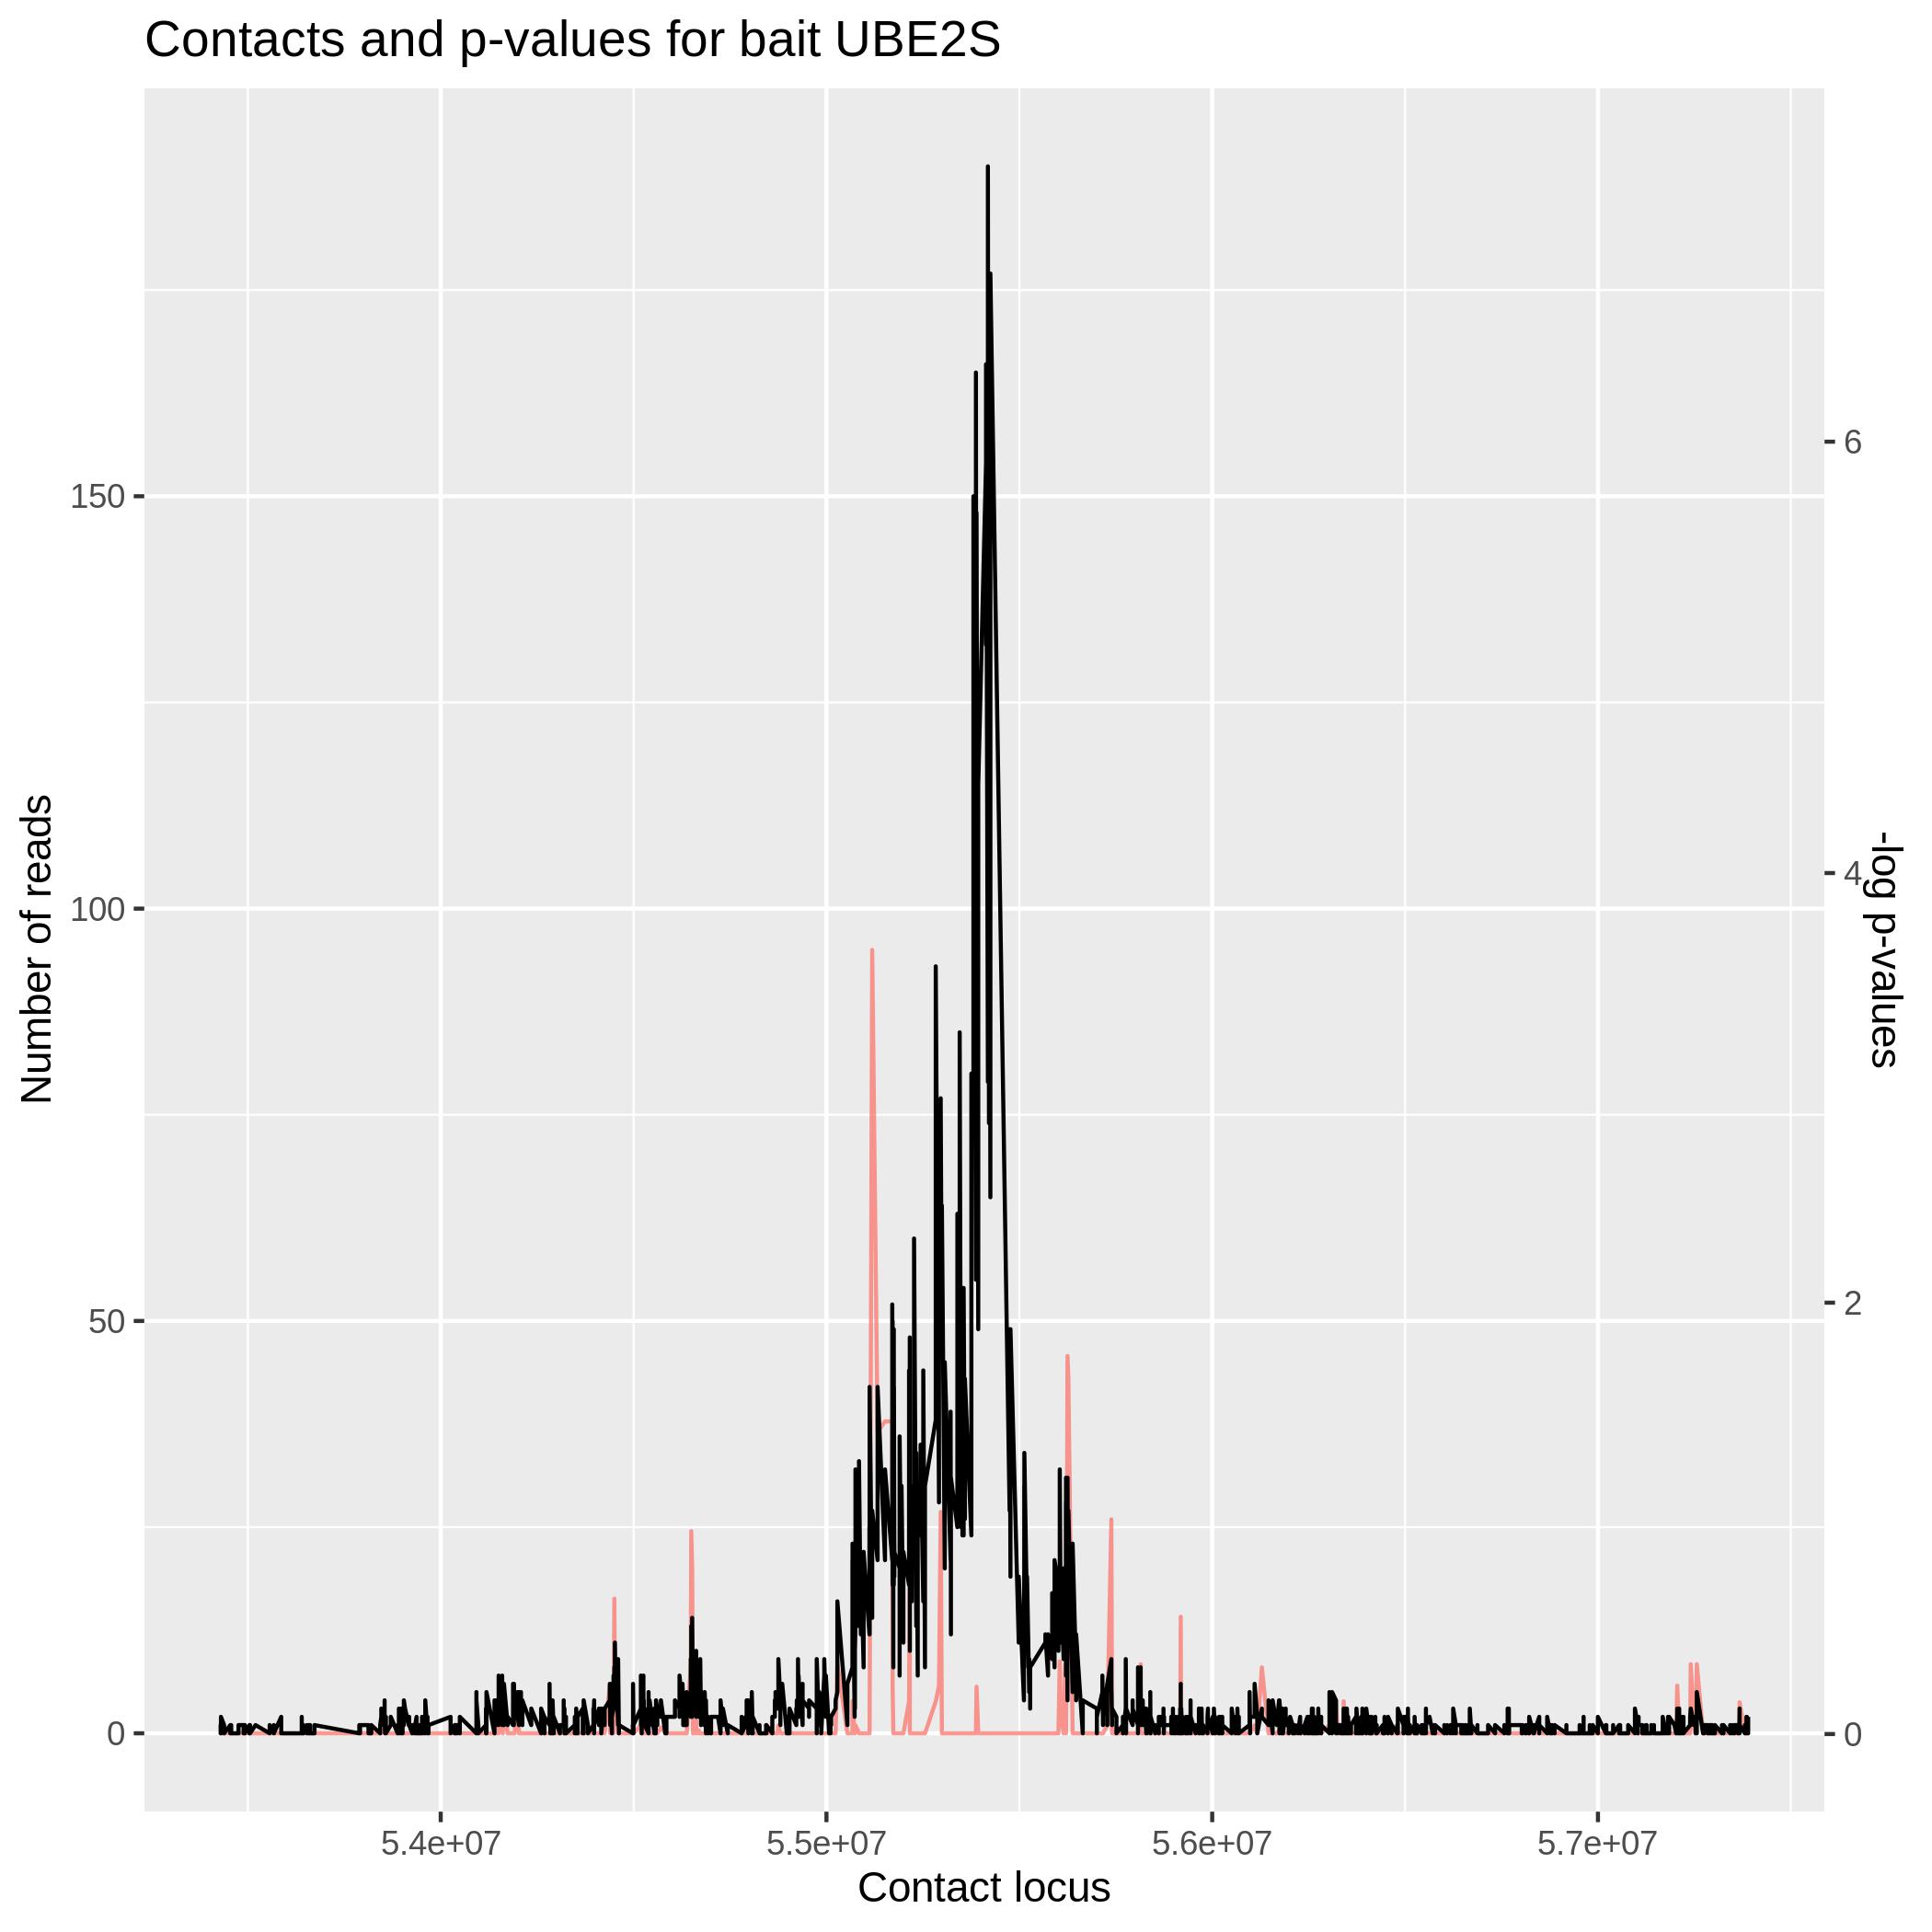 Contacts and p-values for bait UBE2S
Number of reads
150
100
50
0
6
4
2
0
-log p-values
5.4e+07
5.5e+07
5.6e+07
5.7e+07
Contact locus